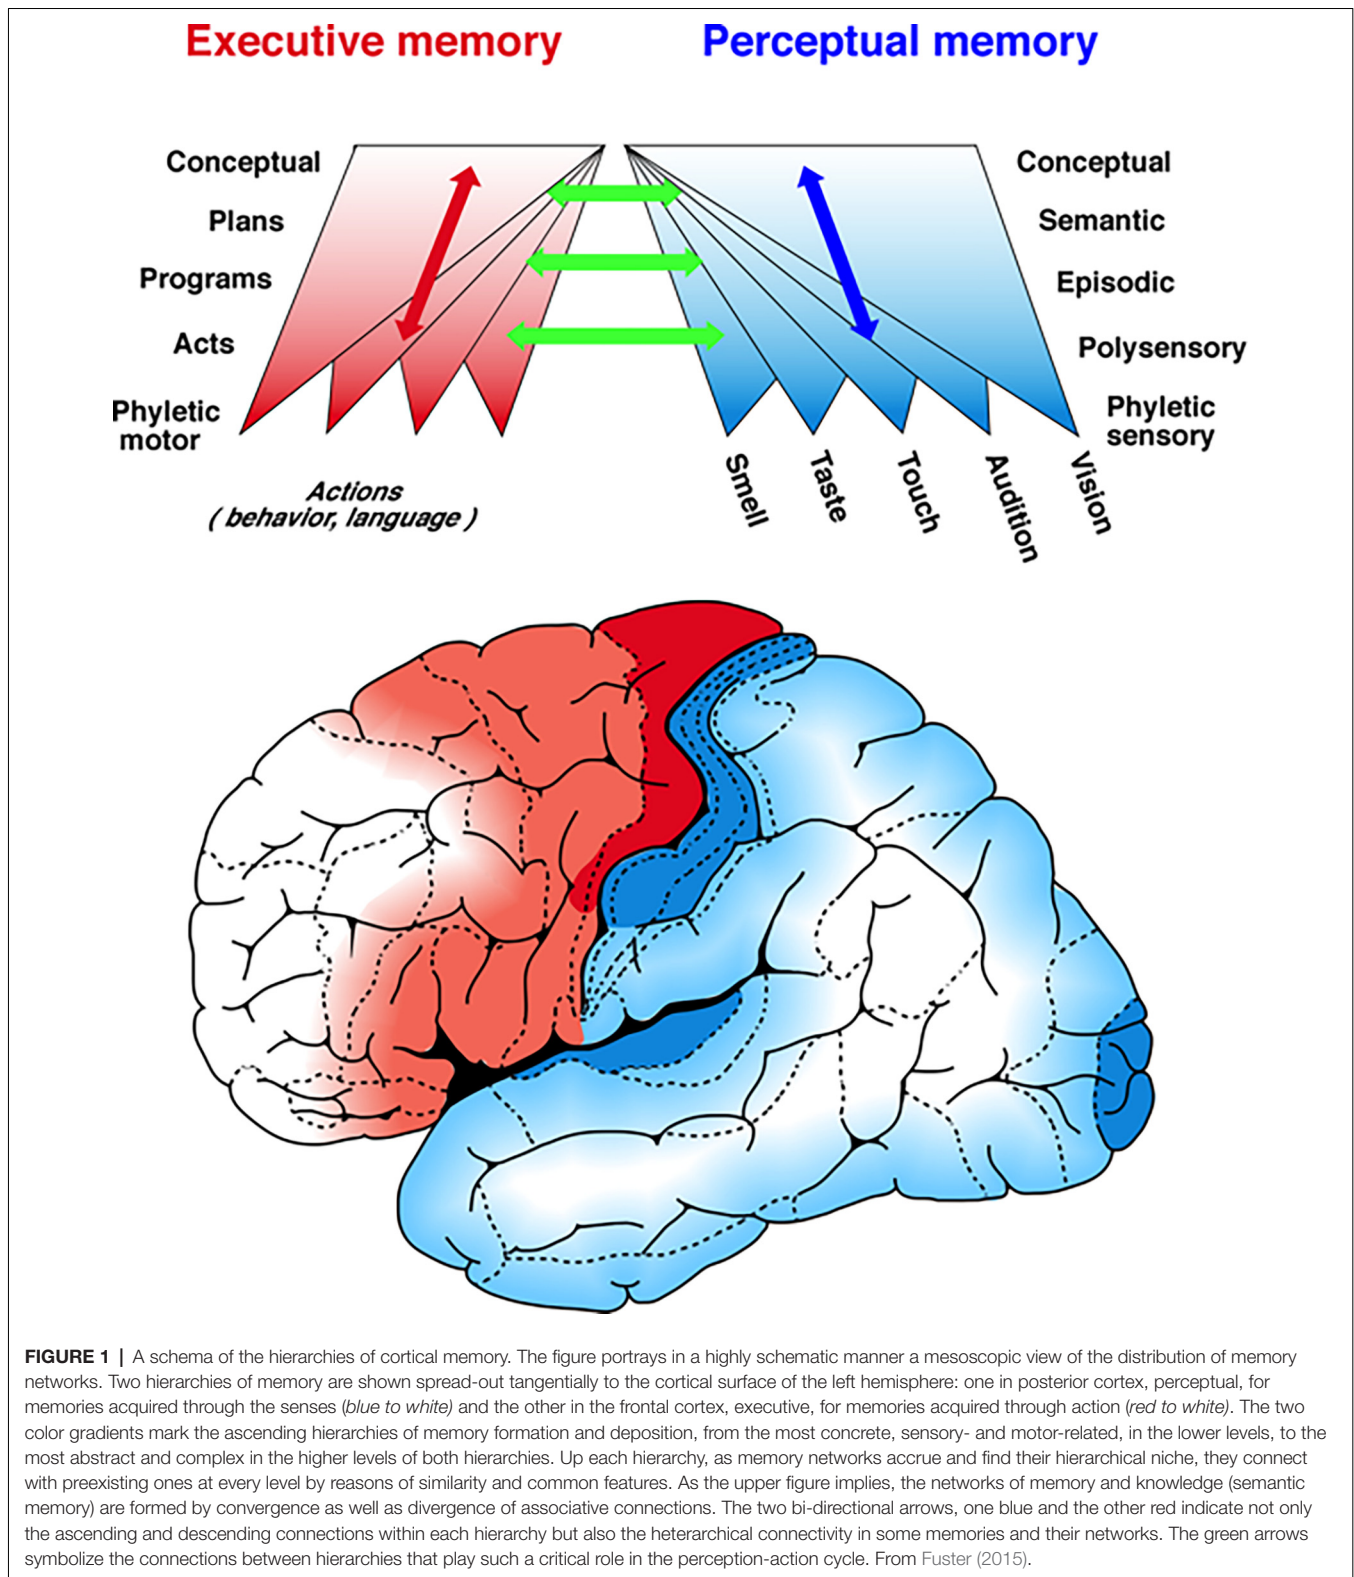 Executive memory
Perceptual memory
Conceptual
Plans
Programs
Acts
Phyletic
motor
Conceptual
Semantic
Episodic
Polysensory
Phyletic
sensory
Actions
( behavior, language )
Smell
Taste
Touch
Audition
Vision
FIGURE 1 | A schema of the hierarchies of cortical memory. The figure portrays in a highly schematic manner a mesoscopic view of the distribution of memory
networks. Two hierarchies of memory are shown spread-out tangentially to the cortical surface of the left hemisphere: one in posterior cortex, perceptual, for
memories acquired through the senses (blue to white) and the other in the frontal cortex, executive, for memories acquired through action (red to white). The two
color gradients mark the ascending hierarchies of memory formation and deposition, from the most concrete, sensory- and motor-related, in the lower levels, to the
most abstract and complex in the higher levels of both hierarchies. Up each hierarchy, as memory networks accrue and find their hierarchical niche, they connect
with preexisting ones at every level by reasons of similarity and common features. As the upper figure implies, the networks of memory and knowledge (semantic
memory) are formed by convergence as well as divergence of associative connections. The two bi-directional arrows, one blue and the other red indicate not only
the ascending and descending connections within each hierarchy but also the heterarchical connectivity in some memories and their networks. The green arrows
symbolize the connections between hierarchies that play such a critical role in the perception-action cycle. From Fuster (2015).